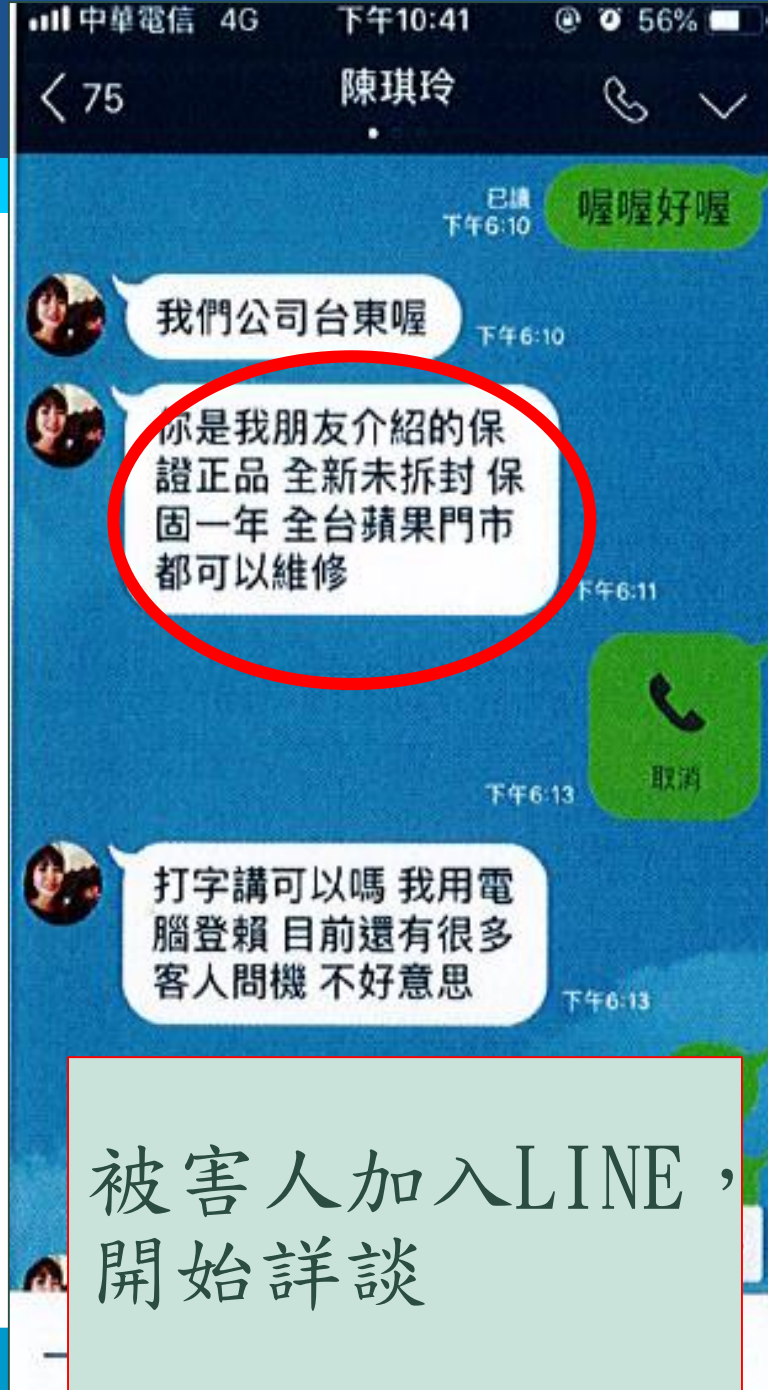 中華電信 4G 下午10:41 56%
75 陳琪玲
已讀
下午6:10
喔喔好喔
我們公司台東喔
下午6:10
你是我朋友介紹的保
證正品 全新未拆封 保
固一年 全台蘋果門市
都可以維修
下午6:11
取消
下午6:13
打字講可以嗎 我用電
腦登賴 目前還有很多
客人問機 不好意思
下午6:13
被害人加入LINE，
開始詳談